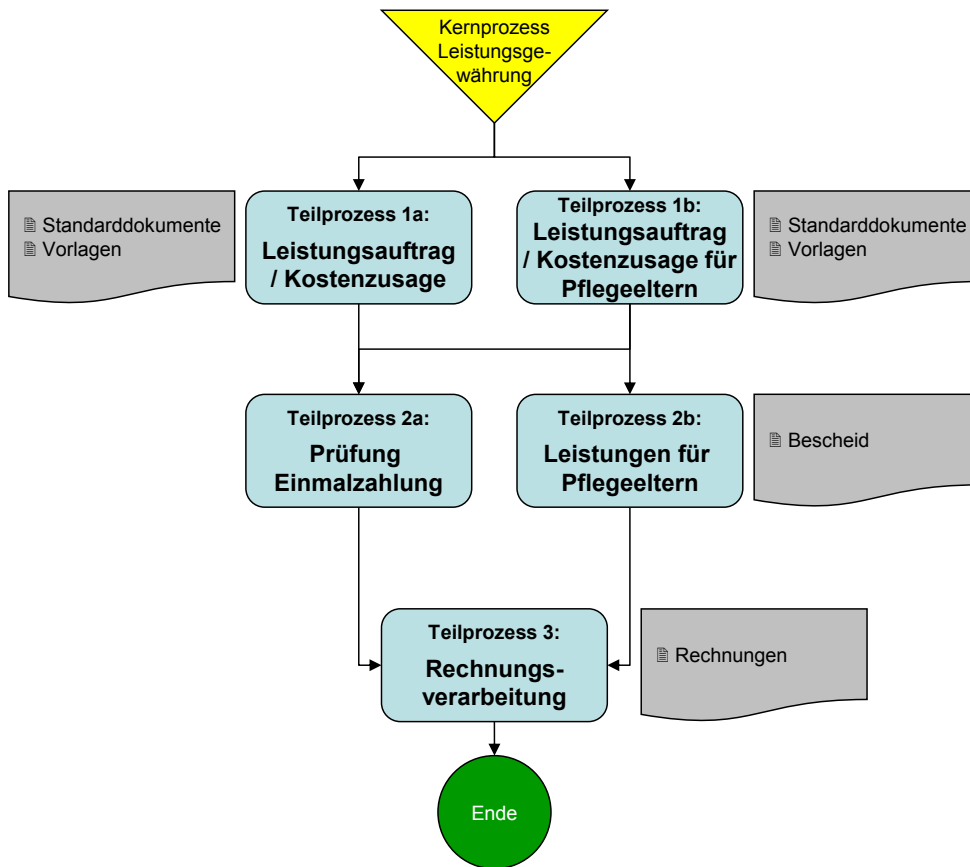 Kernprozess
Leistungsge-
währung
Standarddokumente
Vorlagen
Teilprozess 1a:
Leistungsauftrag
/ Kostenzusage
Teilprozess 1b:
Leistungsauftrag
/ Kostenzusage für
Pflegeeltern
Standarddokumente
Vorlagen
Teilprozess 2a:
Prüfung
Einmalzahlung
Teilprozess 2b:
Leistungen für
Pflegeeltern
Bescheid
Teilprozess 3:
Rechnungs-
verarbeitung
Rechnungen
Ende